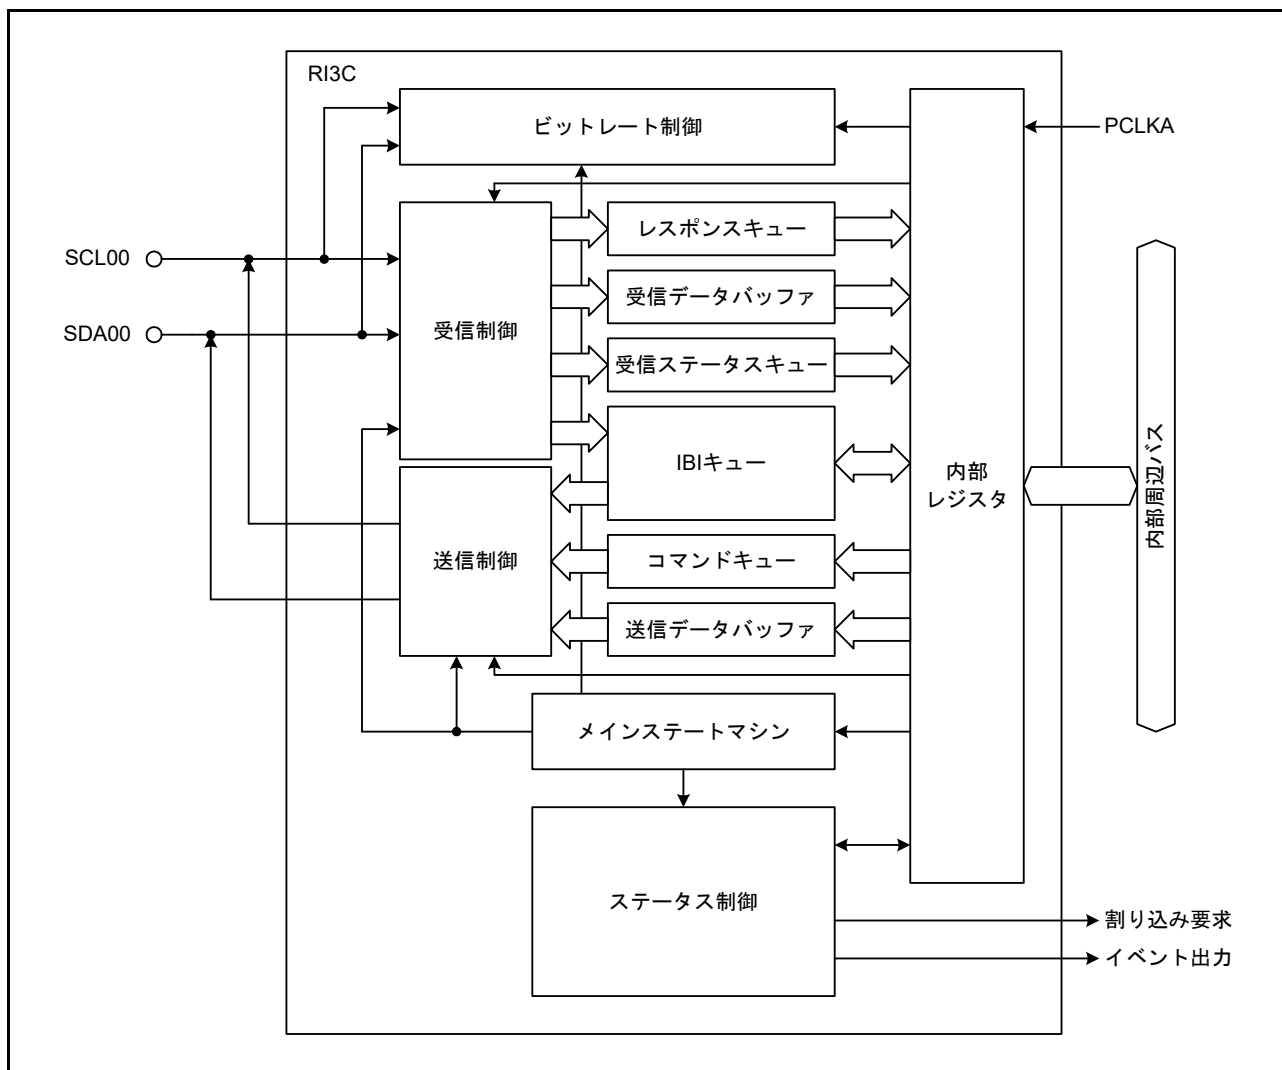 RI3C
ビットレート制御
PCLKA
レスポンスキュー
SCL00
受信データバッファ
SDA00
受信制御
受信ステータスキュー
IBIキュー
内部
レジスタ
内部周辺バス
送信制御
コマンドキュー
送信データバッファ
メインステートマシン
ステータス制御
割り込み要求
イベント出力